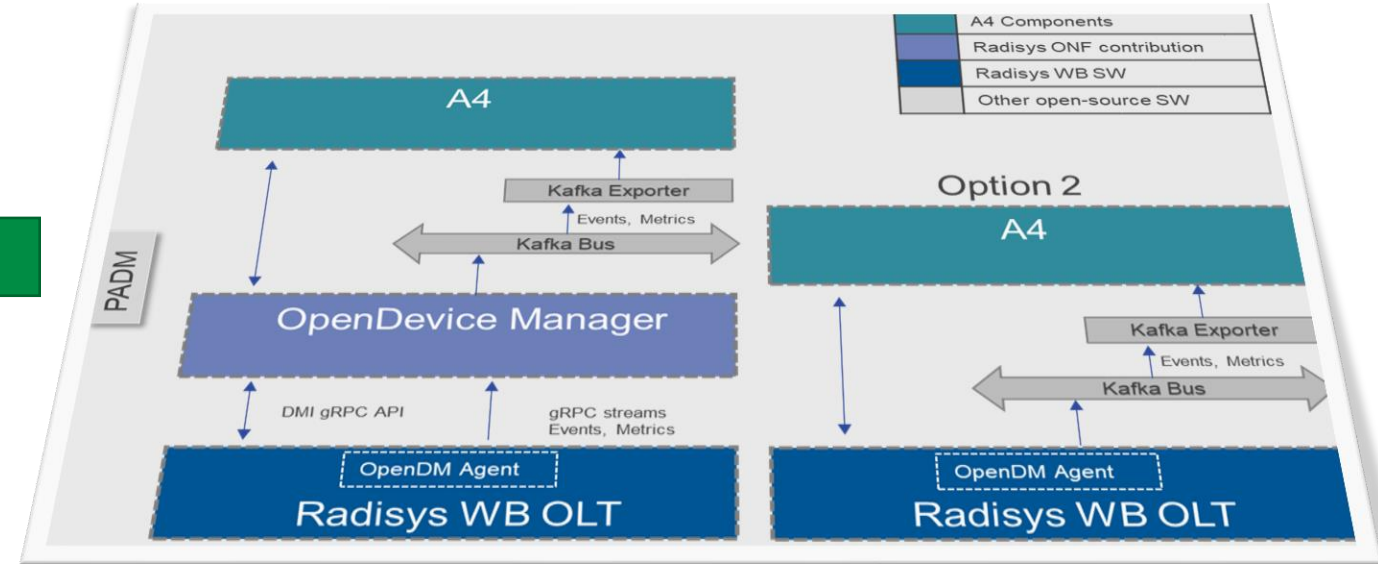 A4 Components
Radisys ONF contribution
Radisys WB SW
Other open-source SW
A4
Kafka Exporter
Events, Metrics
Kafka Bus
PADM
OpenDevice Manager
DMI gRPC API
gRPC streams
Events, Metrics
OpenDM Agent
Radisys WB OLT
Option 2
A4
Kafka Exporter
Events, Metrics
Kafka Bus
OpenDM Agent
Radisys WB OLT